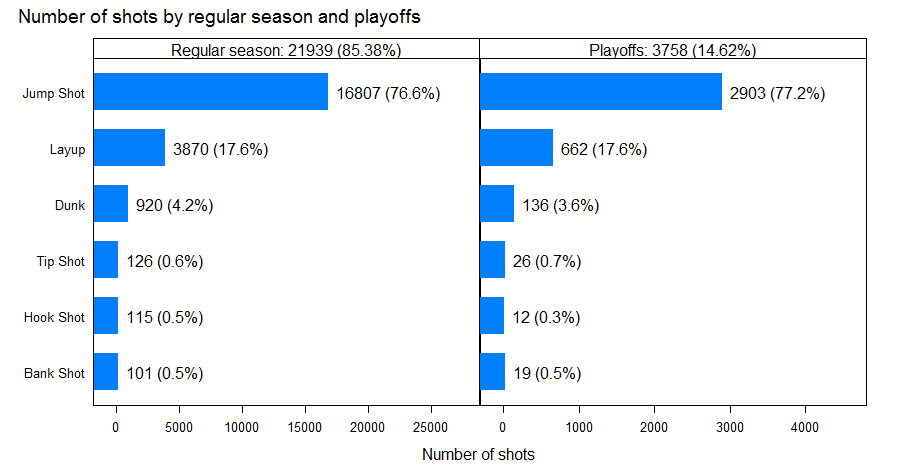 Number of shots by regular season and playoffs
Regular season: 21939 (85.38%)
Playoffs: 3758 (14.62%)
Jump Shot
16807 (76.6%)
2903 (77.2%)
Layup
3870 (17.6%)
662 (17.6%)
Dunk
920 (4.2%)
136 (3.6%)
Tip Shot
126 (0.6%)
26 (0.7%)
Hook Shot
115 (0.5%)
12 (0.3%)
Bank Shot
101 (0.5%)
19 (0.5%)
0 5000 10000 15000 20000 25000
0 1000 2000 3000 4000
Number of shots